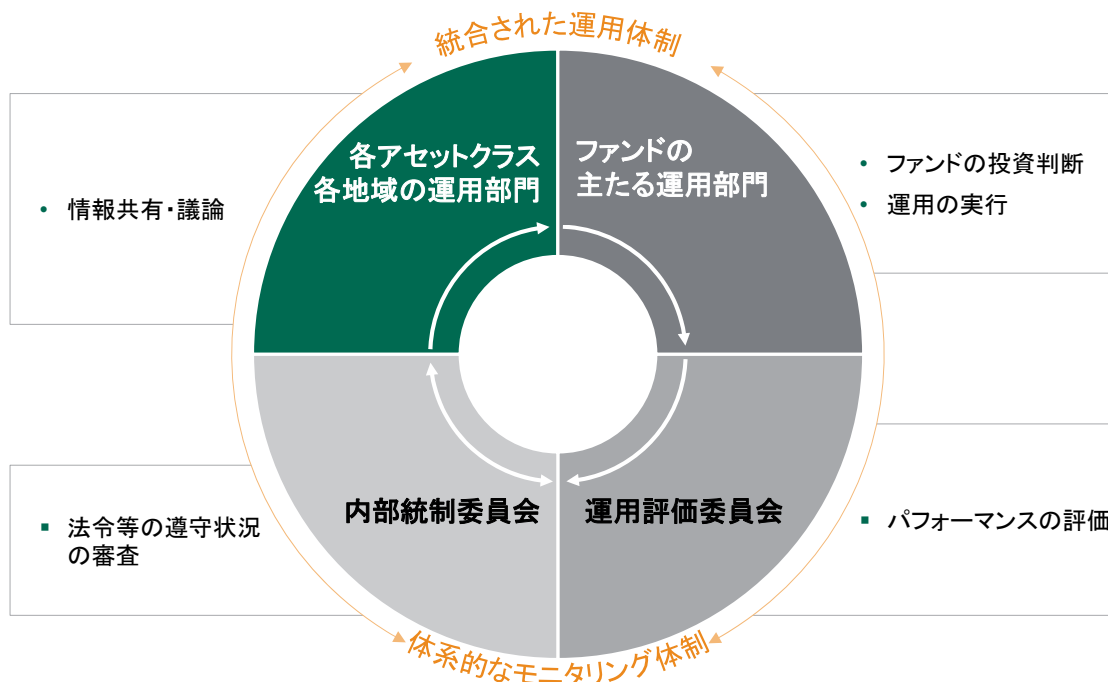 統合された運用体制
各アセットクラス
各地域の運用部門
ファンドの
主たる運用部門
• 情報共有・議論
• ファンドの投資判断
• 運用の実行
内部統制委員会
運用評価委員会
▪ 法令等の遵守状況
の審査
▪ パフォーマンスの評価
体系的なモニタリング体制